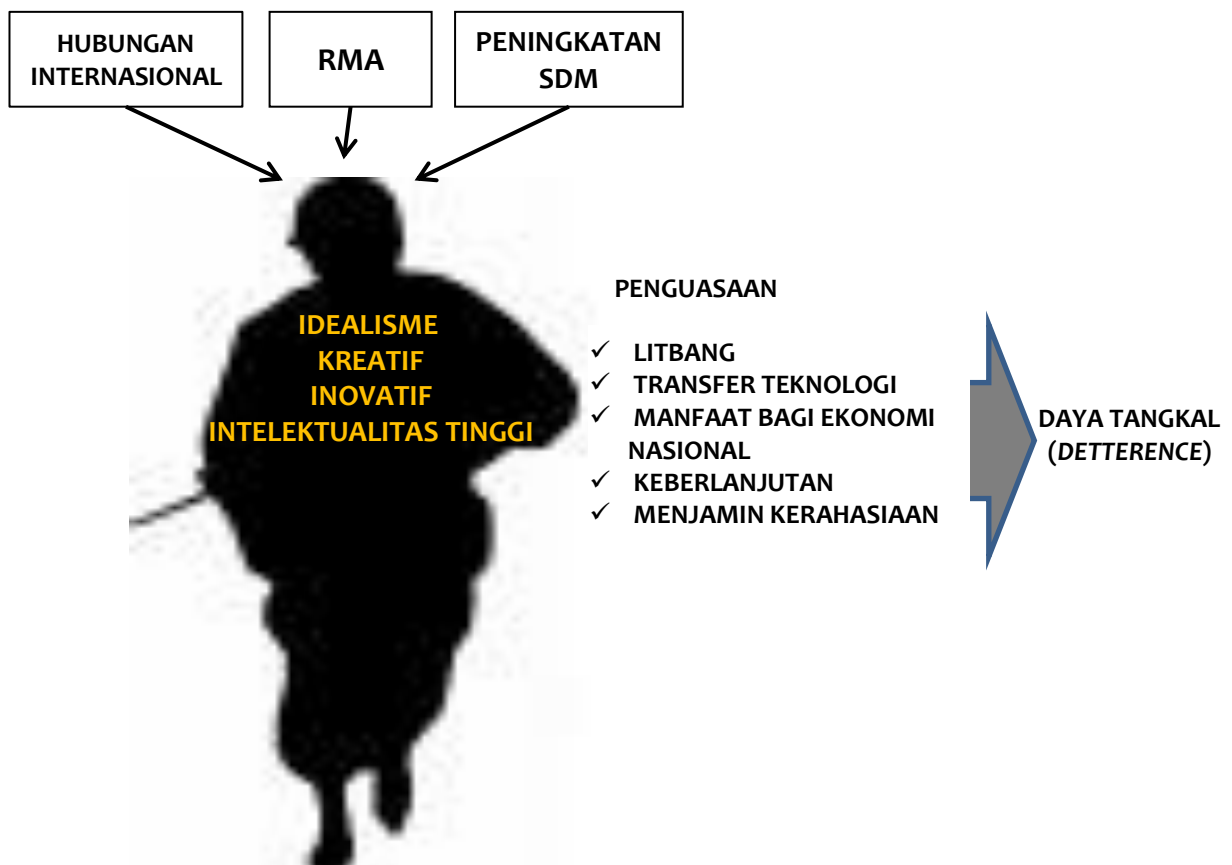 HUBUNGAN
INTERNASIONAL
RMA
PENINGKATAN
SDM
IDEALISME
KREATIF
INOVATIF
INTELEKTUALITAS TINGGI
PENGUASAAN
✓ LITBANG
✓ TRANSFER TEKNOLOGI
✓ MANFAAT BAGI EKONOMI
NASIONAL
✓ KEBERLANJUTAN
✓ MENJAMIN KERAHASIAAN
DAYA TANGKAL
(DETTERENCE)